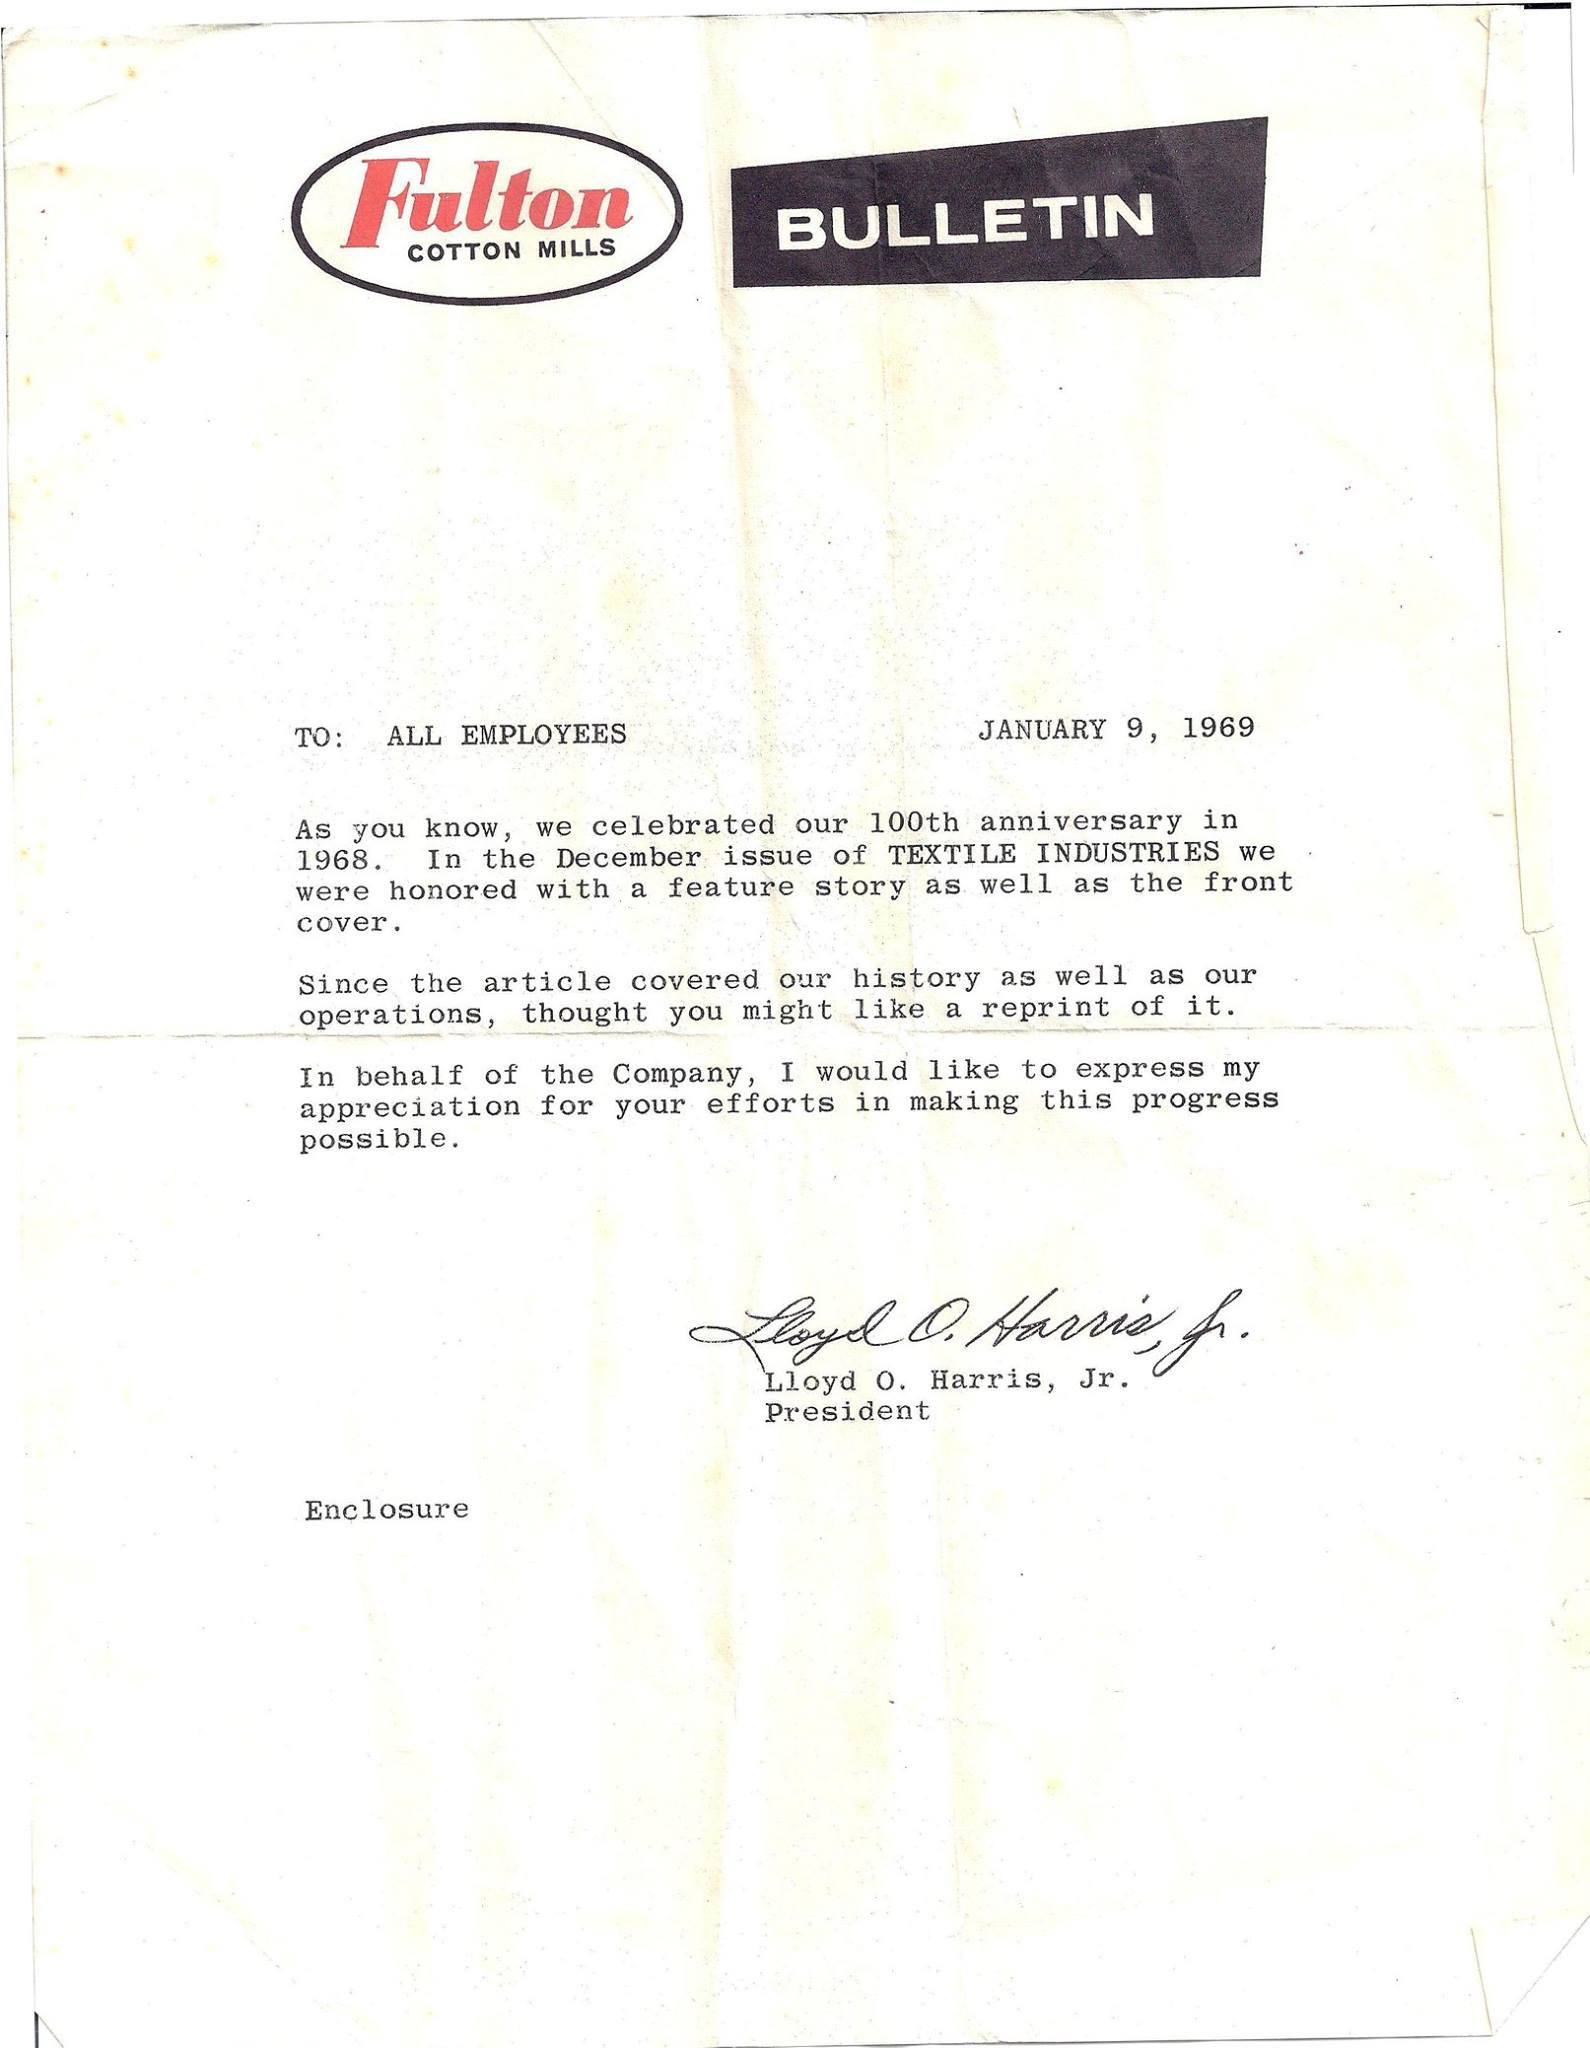 Fulton
COTTON MILLS
BULLETIN
TO: ALL EMPLOYEES JANUARY 9, 1969
As you know, we celebrated our 100th anniversary in
1968. In the December issue of TEXTILE INDUSTRIES we
were honored with a feature story as well as the front
cover.
Since the article covered our history as well as our
operations, thought you might like a reprint of it.
In behalf of the Company, I would like to express my
appreciation for your efforts in making this progress
possible.
Lloyd O. Harris, Jr.
Lloyd O. Harris, Jr.
President
Enclosure